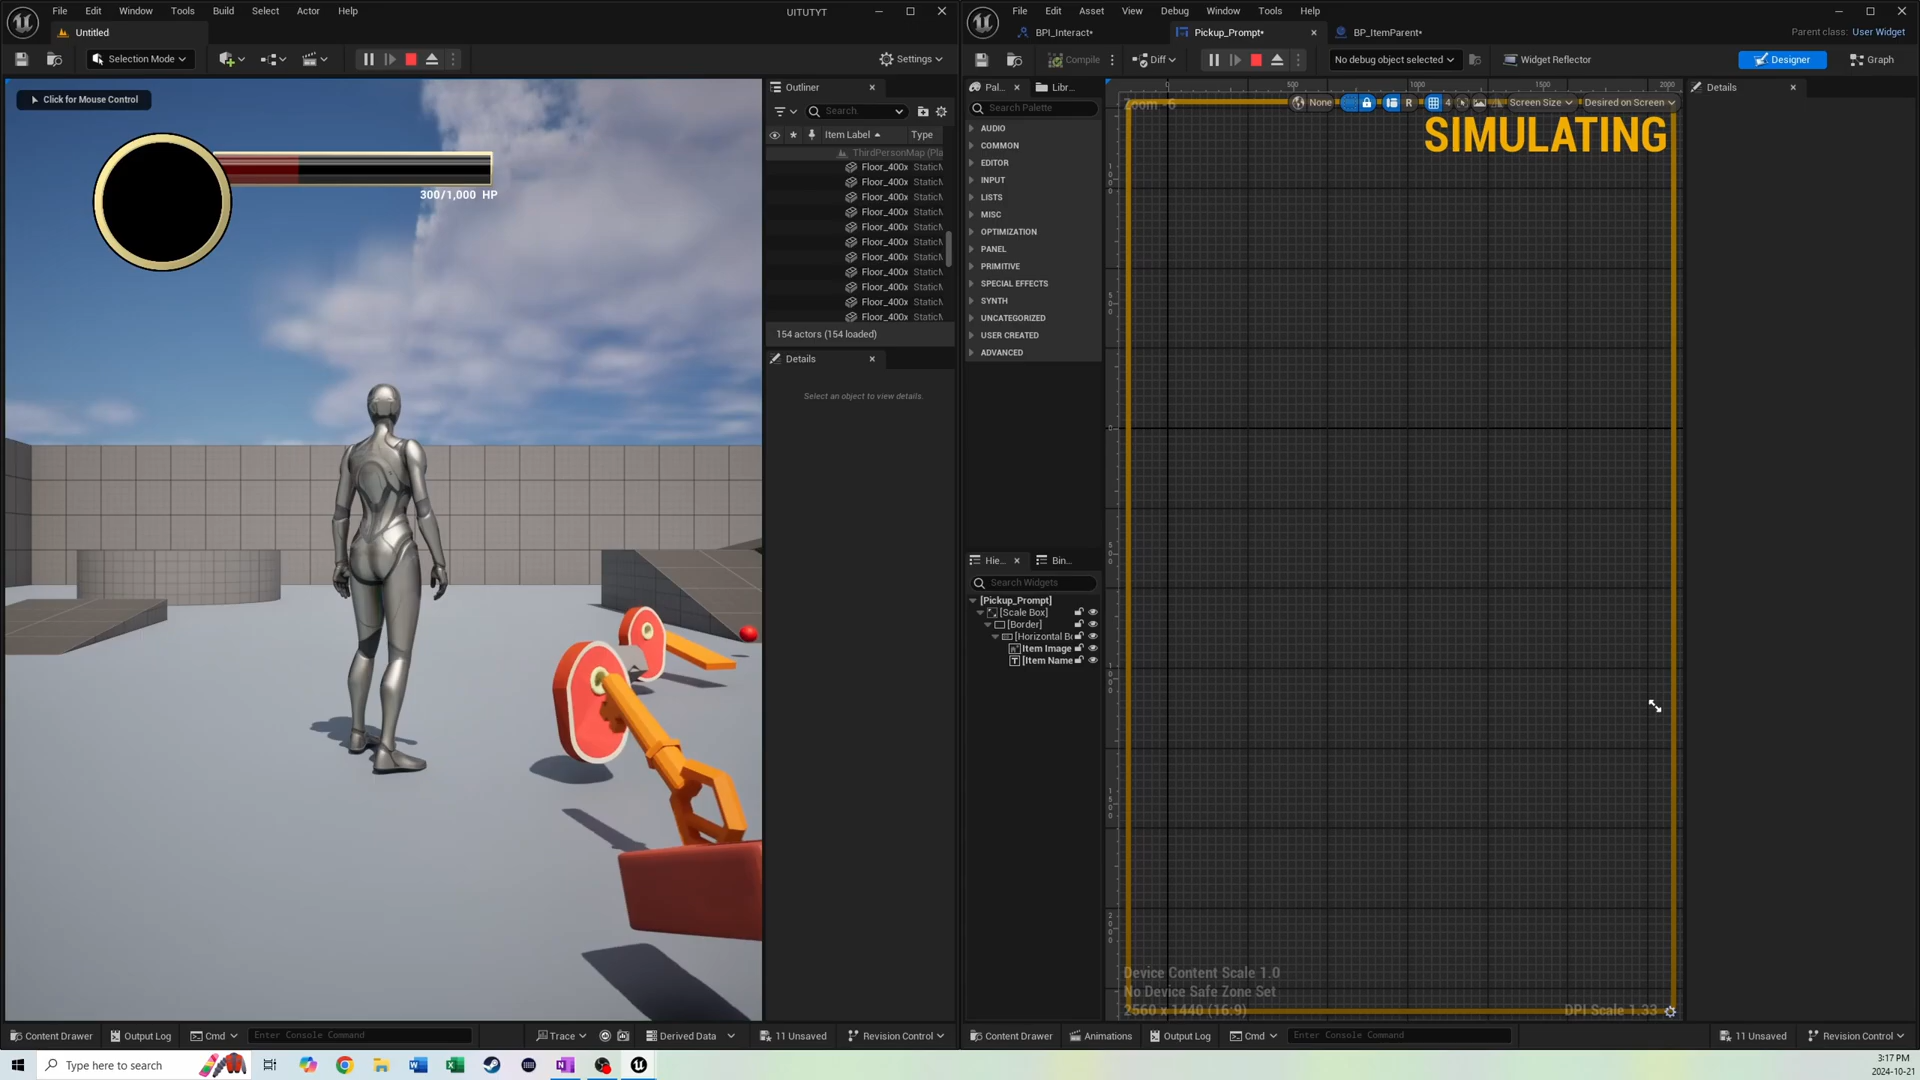 File Edit Window Tools Build Select Actor Help UITUTYT
Untitled
Selection Mode Settings
Click for Mouse Control
300/1,000 HP
Outliner
Search.
Item Label Type
ThirdPersonMap (Pla
Floor_400x StaticM
Floor_400x StaticM
Floor_400x StaticM
Floor_400x StaticM
Floor_400x StaticM
Floor_400x StaticM
Floor_400x StaticM
Floor_400x StaticM
Floor_400x StaticM
Floor_400x StaticM
Floor_400x StaticM
154 actors (154 loaded)
Details
Select an object to view details.
Content Drawer Output Log Cmd Enter Console Command Trace Derived Data 11 Unsaved Revision Control
File Edit Asset View Debug Window Tools Help
BPI_Interact• Pickup_Prompt• BP_ItemParent• Parent class: User Widget
Compile Diff No debug object selected Widget Reflector Designer Graph
Pal.. Libr..
Search Palette
AUDIO
COMMON
EDITOR
INPUT
LISTS
MISC
OPTIMIZATION
PANEL
PRIMITIVE
SPECIAL EFFECTS
SYNTH
UNCATEGORIZED
USER CREATED
ADVANCED
Hie.. Bin..
Search Widgets
[Pickup_Prompt]
[Scale Box]
[Border]
[Horizontal Bo
Item Image
[Item Name
0 500 1000 1500 2000
Zoom -6 None R 4 Screen Size Desired on Screen
SIMULATING
Device Content Scale 1.0
No Device Safe Zone Set
2560 x 1440 (16:9) DPI Scale 1.33
Details
Content Drawer Animations Output Log Cmd Enter Console Command 11 Unsaved Revision Control
Type here to search
3:17 PM
2024-10-21